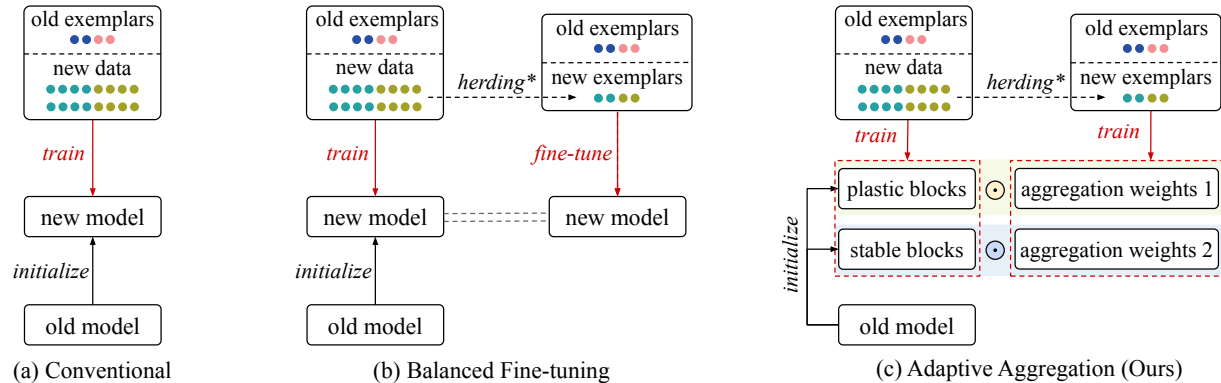 old exemplars
new data
train
new model
initialize
old model
(a) Conventional
old exemplars
new data
herding*
old exemplars
new exemplars
train
fine-tune
new model
new model
initialize
old model
(b) Balanced Fine-tuning
old exemplars
new data
herding*
old exemplars
new exemplars
train
train
plastic blocks
aggregation weights 1
stable blocks
aggregation weights 2
initialize
old model
(c) Adaptive Aggregation (Ours)